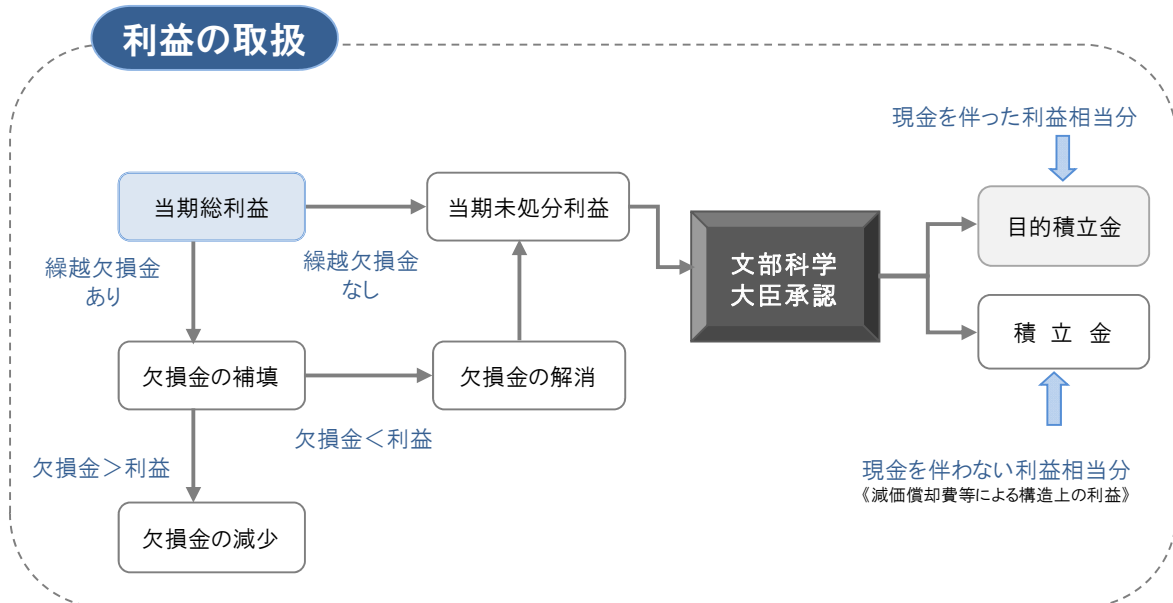 利益の取扱
現金を伴った利益相当分
当期総利益
当期未処分利益
目的積立金
繰越欠損金
あり
繰越欠損金
なし
文部科学
大臣承認
積 立 金
欠損金の補填
欠損金の解消
欠損金＜利益
欠損金＞利益
現金を伴わない利益相当分
《減価償却費等による構造上の利益》
欠損金の減少